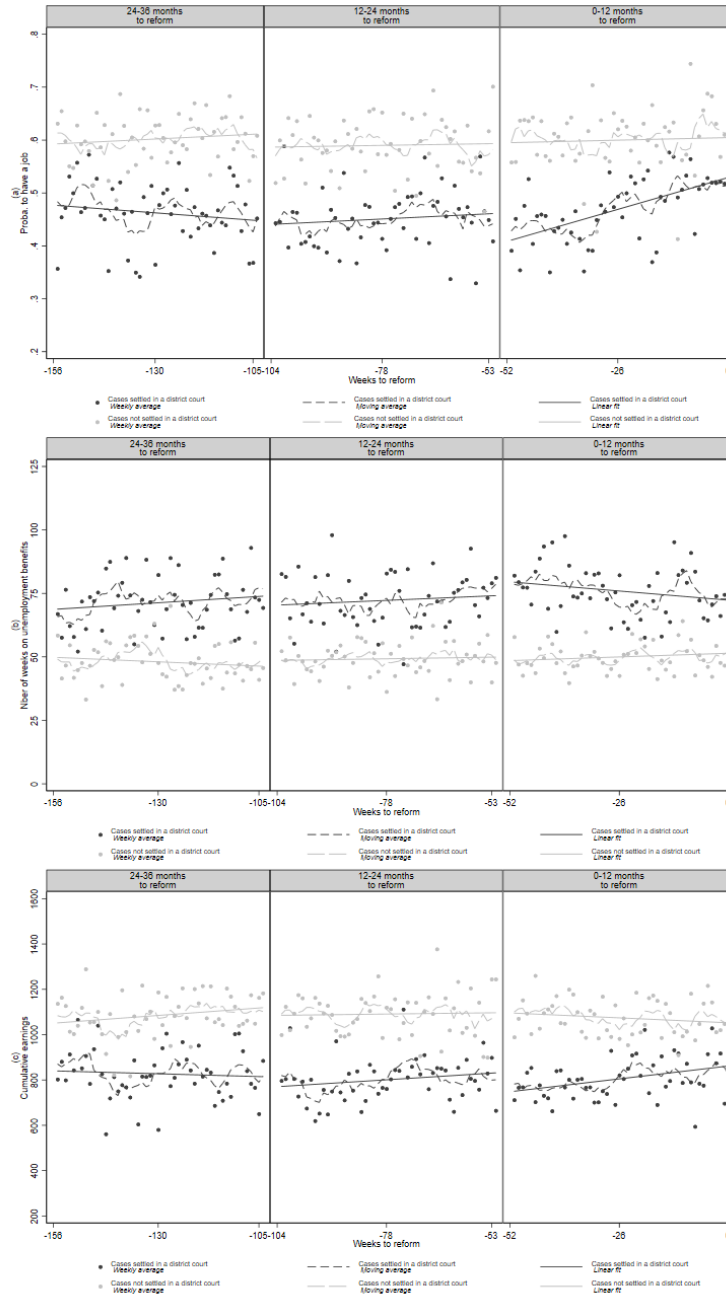 24-36 months
to reform
12-24 months
to reform
0-12 months
to reform
(a)
Proba. to have a job
.8
.7
.6
.5
.4
.3
.2
-156
-130
-105
-104
-78
-53
-52
-26
0
Weeks to reform
Cases settled in a district court
Weekly average
Cases settled in a district court
Moving average
Cases settled in a district court
Linear fit
Cases not settled in a district court
Weekly average
Cases not settled in a district court
Moving average
Cases not settled in a district court
Linear fit
24-36 months
to reform
12-24 months
to reform
0-12 months
to reform
(b)
Nber of weeks on unemployment benefits
125
100
75
50
25
0
-156
-130
-105
-104
-78
-53
-52
-26
Weeks to reform
Cases settled in a district court
Weekly average
Cases settled in a district court
Moving average
Cases settled in a district court
Linear fit
Cases not settled in a district court
Weekly average
Cases not settled in a district court
Moving average
Cases not settled in a district court
Linear fit
24-36 months
to reform
12-24 months
to reform
0-12 months
to reform
(c)
Cumulative earnings
1600
1400
1200
1000
800
600
400
200
-156
-130
-105
-104
-78
-53
-52
-26
Weeks to reform
Cases settled in a district court
Weekly average
Cases settled in a district court
Moving average
Cases settled in a district court
Linear fit
Cases not settled in a district court
Weekly average
Cases not settled in a district court
Moving average
Cases not settled in a district court
Linear fit